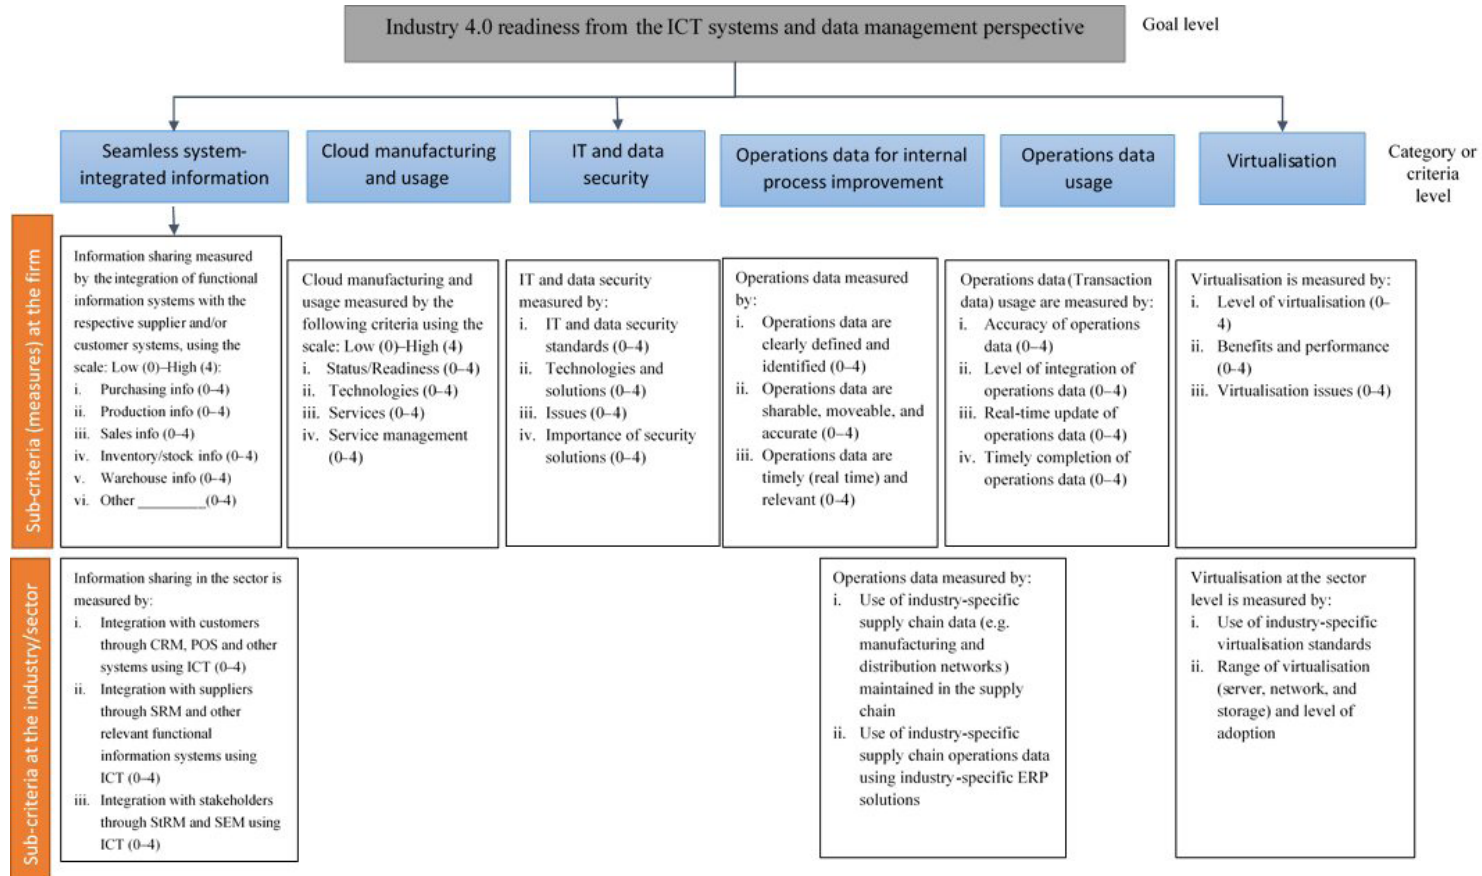 Industry 4.0 readiness from the ICT systems and data management perspective
Goal level
Seamless system-
integrated information
Cloud manufacturing
and usage
IT and data
security
Operations data for internal
process improvement
Operations data
usage
Virtualisation
Category or
criteria
level
Sub-criteria (measures) at the firm
Information sharing measured
by the integration of functional
information systems with the
respective supplier and/or
customer systems, using the
scale: Low (0)–High (4):
i. Purchasing info (0–4)
ii. Production info (0–4)
iii. Sales info (0–4)
iv. Inventory/stock info (0–4)
v. Warehouse info (0–4)
vi. Other _________(0–4)
Cloud manufacturing and
usage measured by the
following criteria using the
scale: Low (0)–High (4)
i. Status/Readiness (0–4)
ii. Technologies (0–4)
iii. Services (0–4)
iv. Service management
(0–4)
IT and data security
measured by:
i. IT and data security
standards (0–4)
ii. Technologies and
solutions (0–4)
iii. Issues (0–4)
iv. Importance of security
solutions (0–4)
Operations data measured
by:
i. Operations data are
clearly defined and
identified (0–4)
ii. Operations data are
sharable, moveable, and
accurate (0–4)
iii. Operations data are
timely (real time) and
relevant (0–4)
Operations data (Transaction
data) usage are measured by:
i. Accuracy of operations
data (0–4)
ii. Level of integration of
operations data (0–4)
iii. Real-time update of
operations data (0–4)
iv. Timely completion of
operations data (0–4)
Virtualisation is measured by:
i. Level of virtualisation (0–
4)
ii. Benefits and performance
(0–4)
iii. Virtualisation issues (0–4)
Sub-criteria at the industry/sector
Information sharing in the sector is
measured by:
i. Integration with customers
through CRM, POS and other
systems using ICT (0–4)
ii. Integration with suppliers
through SRM and other
relevant functional
information systems using
ICT (0–4)
iii. Integration with stakeholders
through StRM and SEM using
ICT (0–4)
Operations data measured by:
i. Use of industry-specific
supply chain data (e.g.
manufacturing and
distribution networks)
maintained in the supply
chain
ii. Use of industry-specific
supply chain operations data
using industry-specific ERP
solutions
Virtualisation at the sector
level is measured by:
i. Use of industry-specific
virtualisation standards
ii. Range of virtualisation
(server, network, and
storage) and level of
adoption